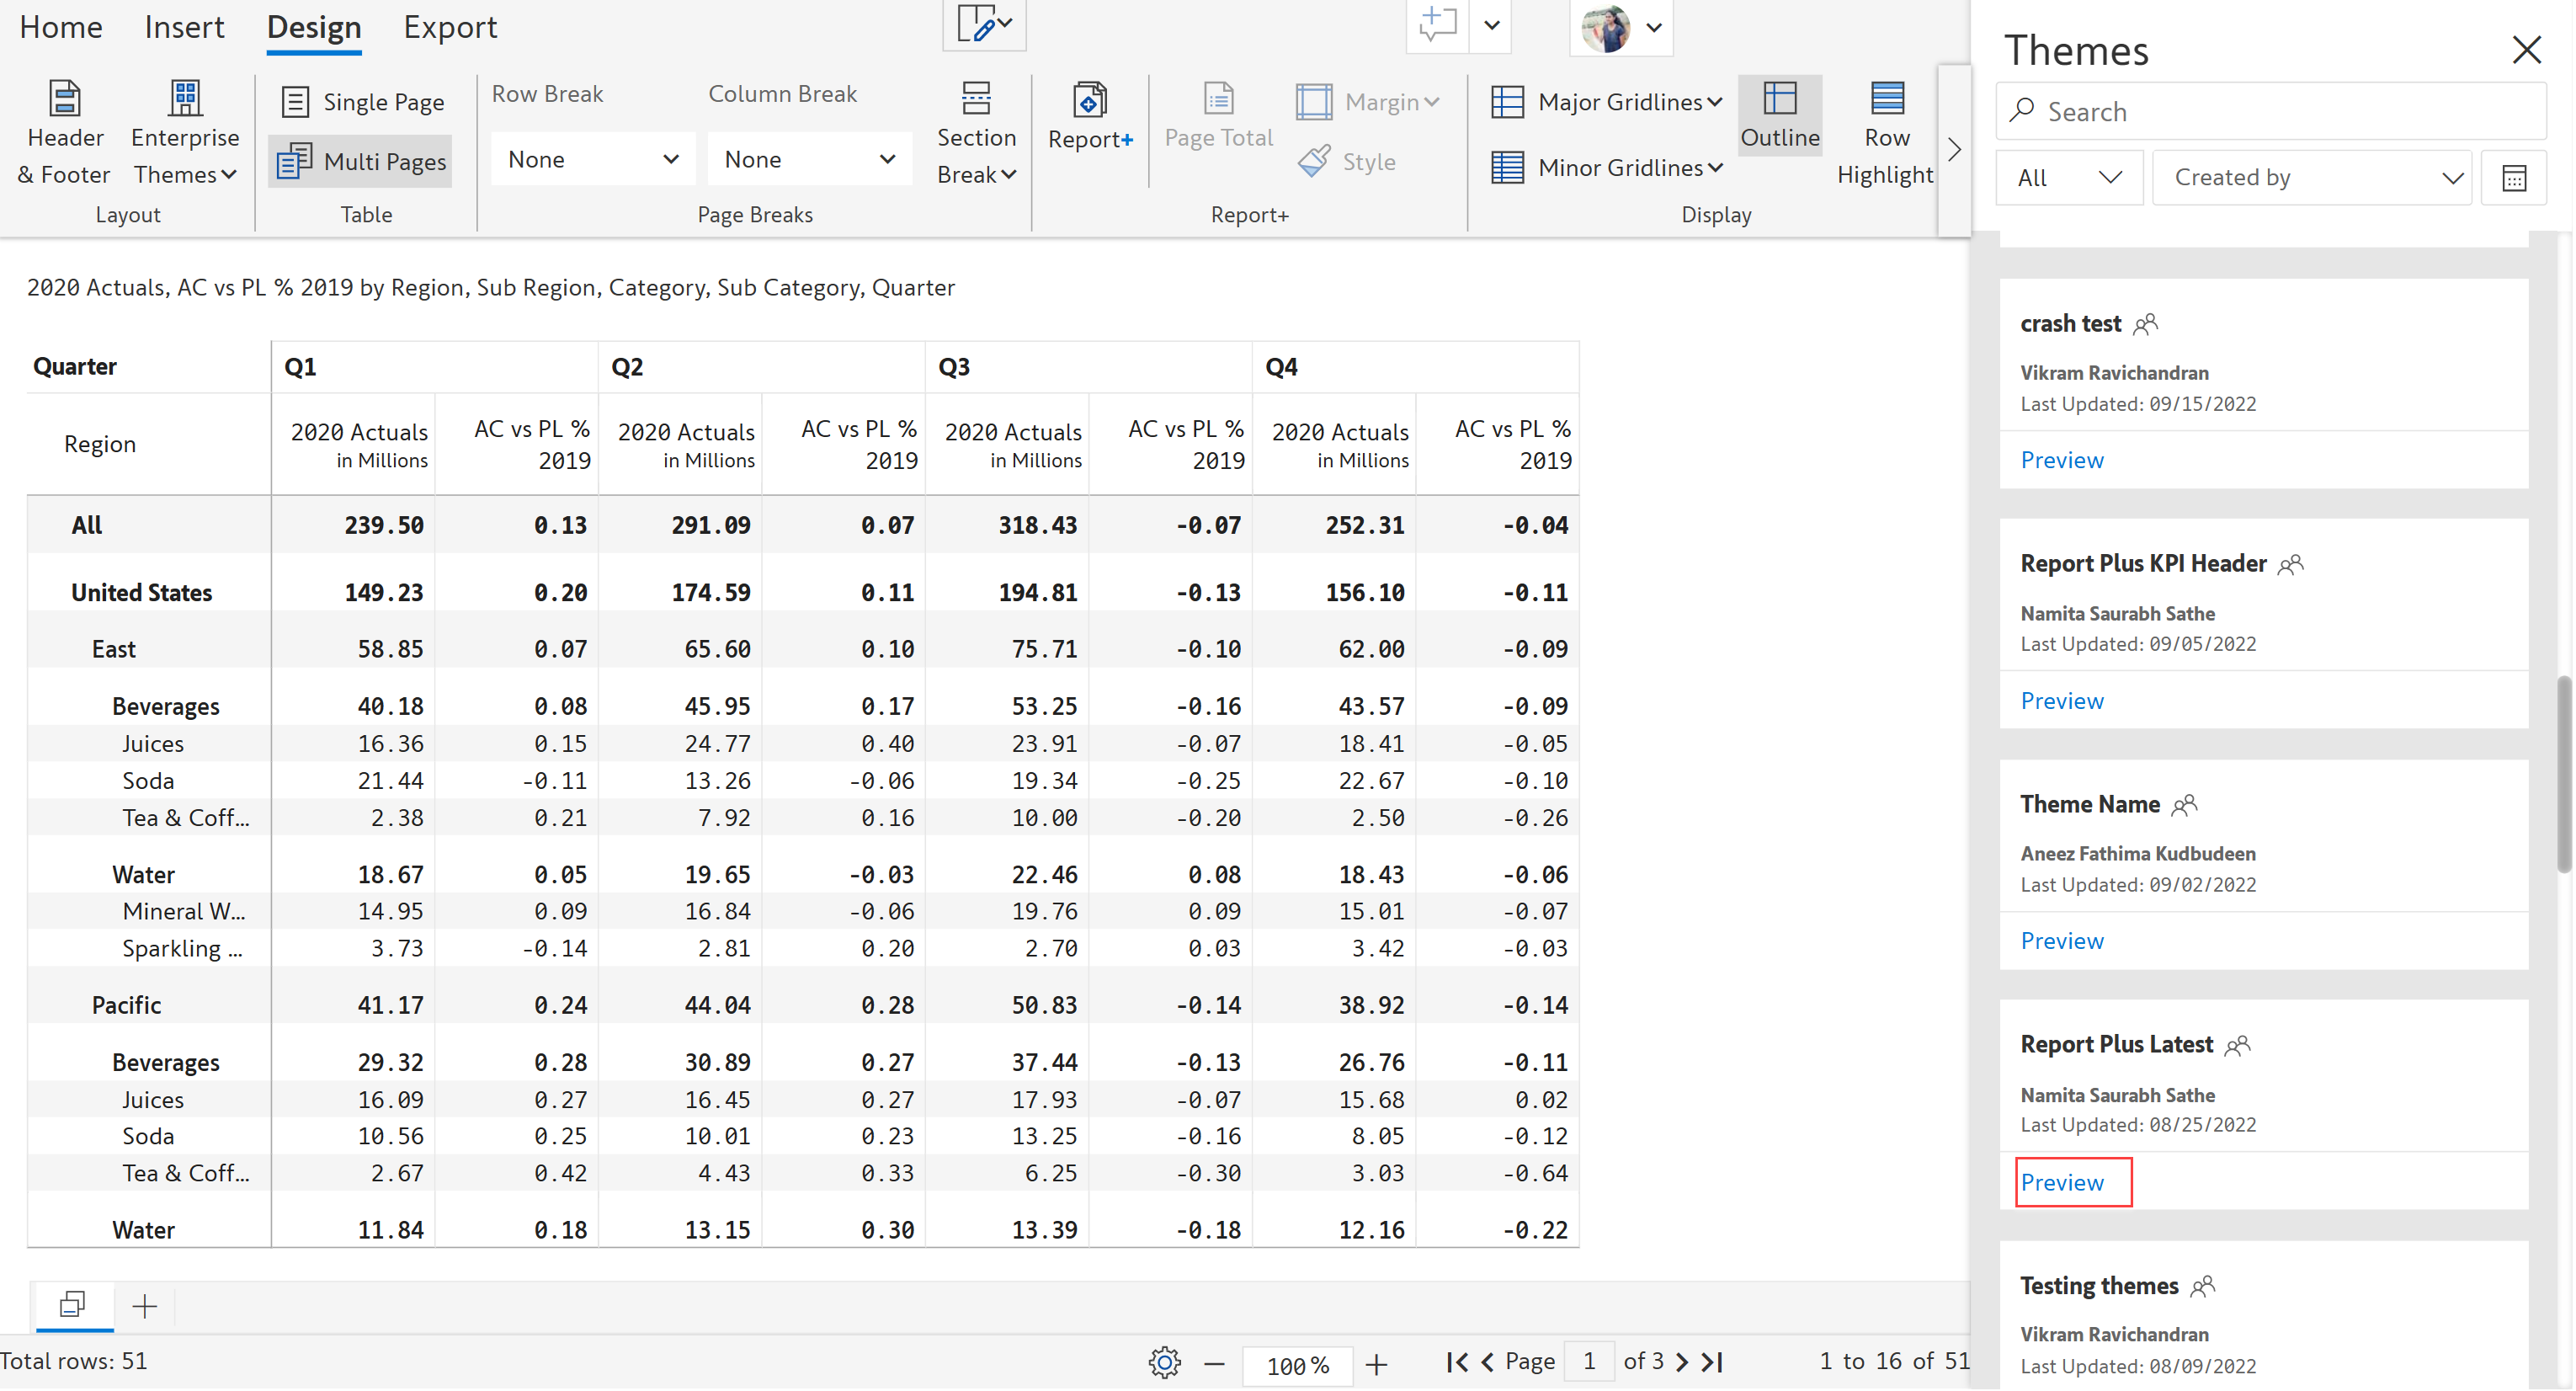 Home Insert Design Export
Header & Footer
Enterprise Themes
Layout
Single Page
Multi Pages
Table
Row Break
None
Column Break
None
Section Break
Page Breaks
Report+
Page Total
Margin
Style
Report+
Major Gridlines
Minor Gridlines
Outline
Row Highlight
Display
2020 Actuals, AC vs PL % 2019 by Region, Sub Region, Category, Sub Category, Quarter
Quarter Q1 Q2 Q3 Q4
Region 2020 Actuals in Millions AC vs PL % 2019 2020 Actuals in Millions AC vs PL % 2019 2020 Actuals in Millions AC vs PL % 2019 2020 Actuals in Millions AC vs PL % 2019
All 239.50 0.13 291.09 0.07 318.43 -0.07 252.31 -0.04
United States 149.23 0.20 174.59 0.11 194.81 -0.13 156.10 -0.11
East 58.85 0.07 65.60 0.10 75.71 -0.10 62.00 -0.09
Beverages 40.18 0.08 45.95 0.17 53.25 -0.16 43.57 -0.09
Juices 16.36 0.15 24.77 0.40 23.91 -0.07 18.41 -0.05
Soda 21.44 -0.11 13.26 -0.06 19.34 -0.25 22.67 -0.10
Tea & Coff... 2.38 0.21 7.92 0.16 10.00 -0.20 2.50 -0.26
Water 18.67 0.05 19.65 -0.03 22.46 0.08 18.43 -0.06
Mineral W... 14.95 0.09 16.84 -0.06 19.76 0.09 15.01 -0.07
Sparkling ... 3.73 -0.14 2.81 0.20 2.70 0.03 3.42 -0.03
Pacific 41.17 0.24 44.04 0.28 50.83 -0.14 38.92 -0.14
Beverages 29.32 0.28 30.89 0.27 37.44 -0.13 26.76 -0.11
Juices 16.09 0.27 16.45 0.27 17.93 -0.07 15.68 0.02
Soda 10.56 0.25 10.01 0.23 13.25 -0.16 8.05 -0.12
Tea & Coff... 2.67 0.42 4.43 0.33 6.25 -0.30 3.03 -0.64
Water 11.84 0.18 13.15 0.30 13.39 -0.18 12.16 -0.22
Total rows: 51
100 %
Page 1 of 3
1 to 16 of 51
Themes
Search
All
Created by
crash test
Vikram Ravichandran
Last Updated: 09/15/2022
Preview
Report Plus KPI Header
Namita Saurabh Sathe
Last Updated: 09/05/2022
Preview
Theme Name
Aneez Fathima Kudbudeen
Last Updated: 09/02/2022
Preview
Report Plus Latest
Namita Saurabh Sathe
Last Updated: 08/25/2022
Preview
Testing themes
Vikram Ravichandran
Last Updated: 08/09/2022